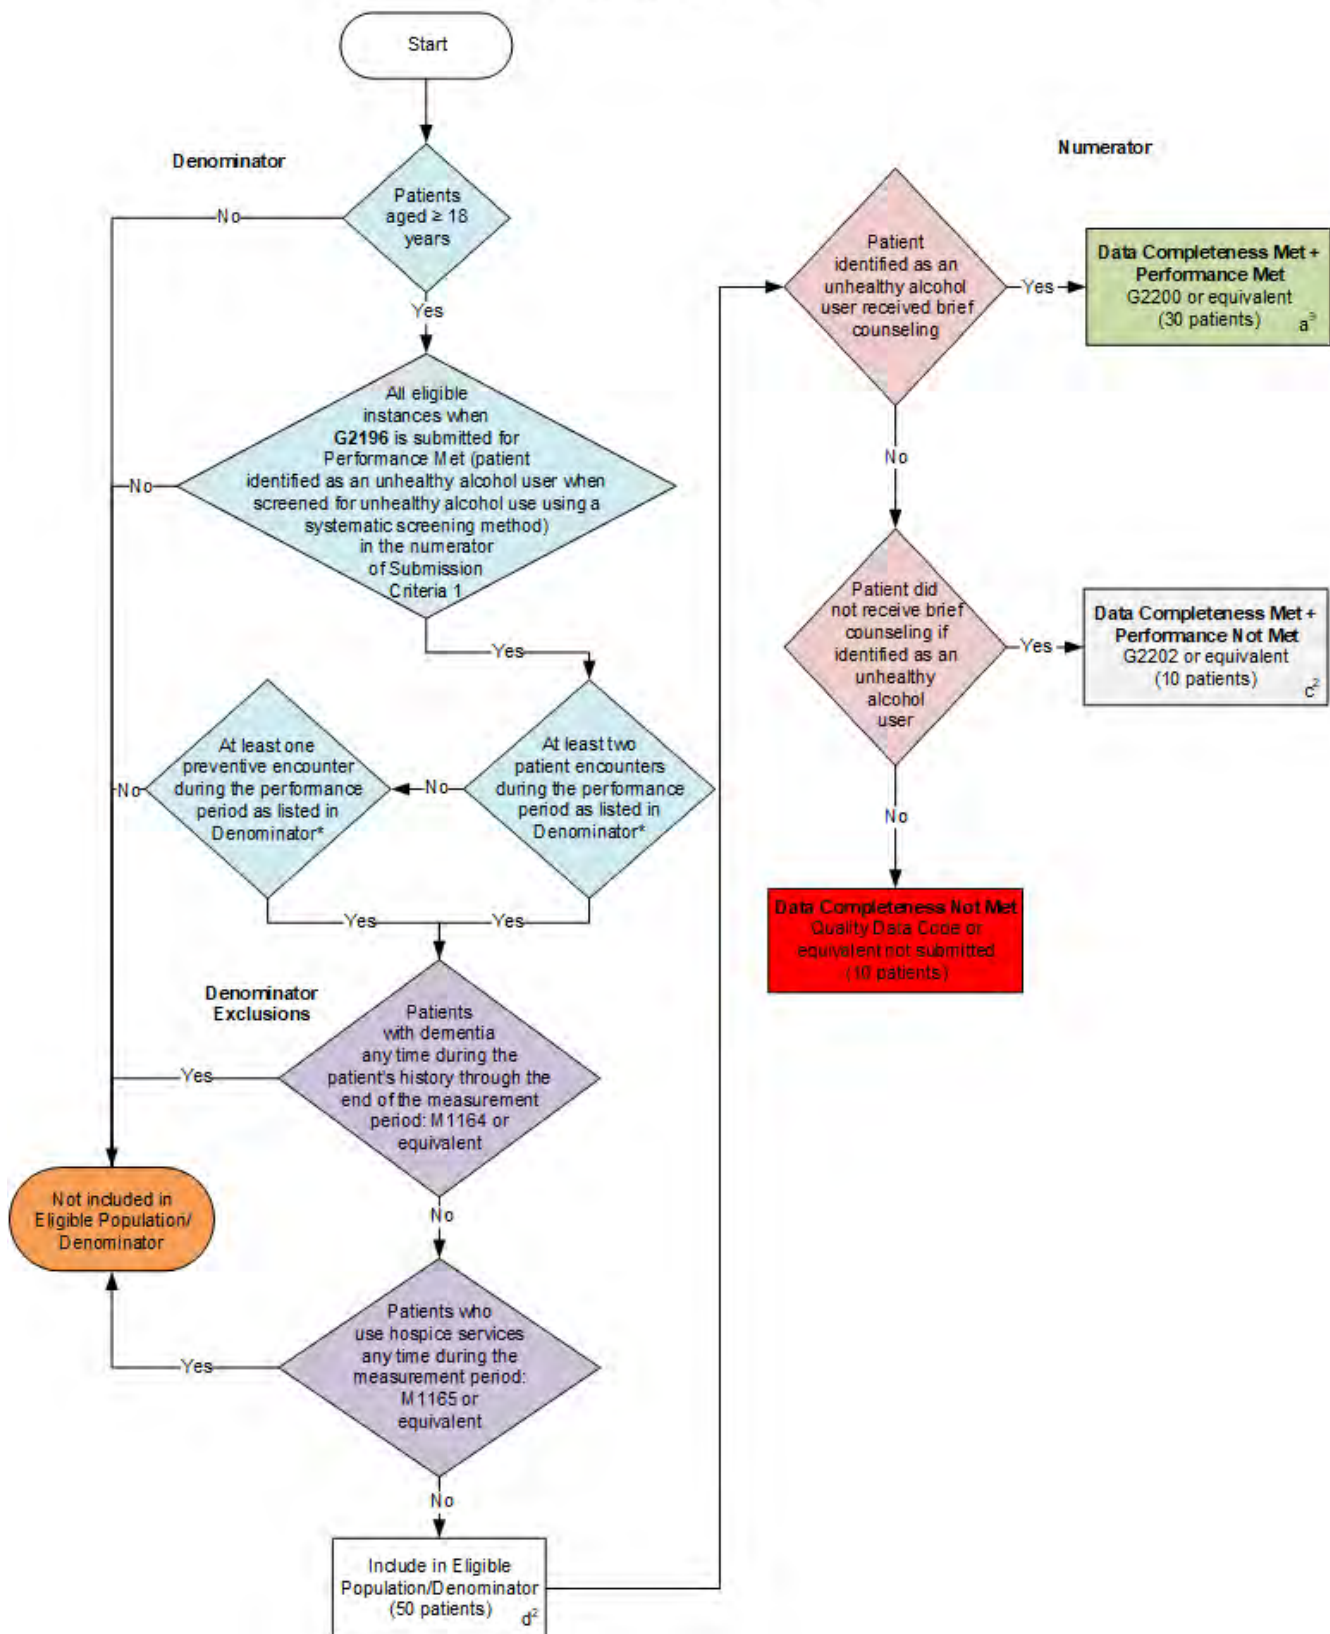 Start
Denominator
Patients
aged ≥ 18
years
No
Yes
All eligible
instances when
G2196 is submitted for
Performance Met (patient
identified as an unhealthy alcohol user when
screened for unhealthy alcohol use using a
systematic screening method)
in the numerator
of Submission
Criteria 1
No
Yes
At least one
preventive encounter
during the performance
period as listed in
Denominator*
No
No
At least two
patient encounters
during the performance
period as listed in
Denominator*
Yes
Yes
Denominator
Exclusions
Patients
with dementia
any time during the
patient's history through the
end of the measurement
period: M1164 or
equivalent
Yes
No
Not included in
Eligible Population/
Denominator
Patients who
use hospice services
any time during the
measurement period:
M1165 or
equivalent
Yes
No
Include in Eligible
Population/Denominator
(50 patients)
d²
Numerator
Patient
identified as an
unhealthy alcohol
user received brief
counseling
Yes
Data Completeness Met +
Performance Met
G2200 or equivalent
(30 patients)
a³
No
Patient did
not receive brief
counseling if
identified as an
unhealthy
alcohol
user
Yes
Data Completeness Met +
Performance Not Met
G2202 or equivalent
(10 patients)
c²
No
Data Completeness Not Met
Quality Data Code or
equivalent not submitted
(10 patients)